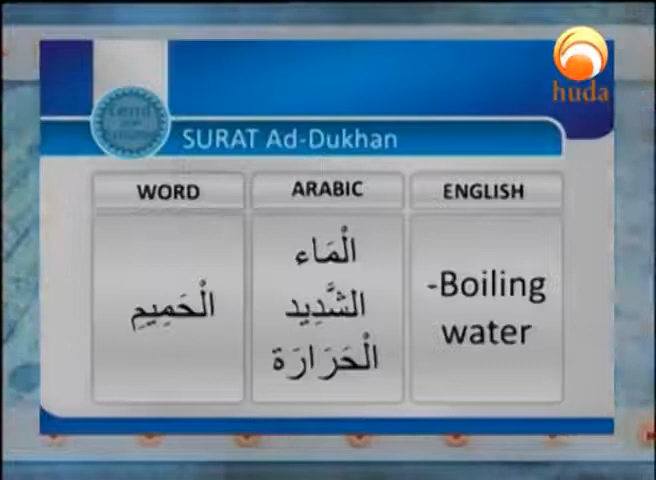 huda
SURAT Ad-Dukhan
WORD
ARABIC
ENGLISH
الْحَمِيمِ
الْمَاء
الشَّدِيد
الْحَرَارَة
-Boiling
water